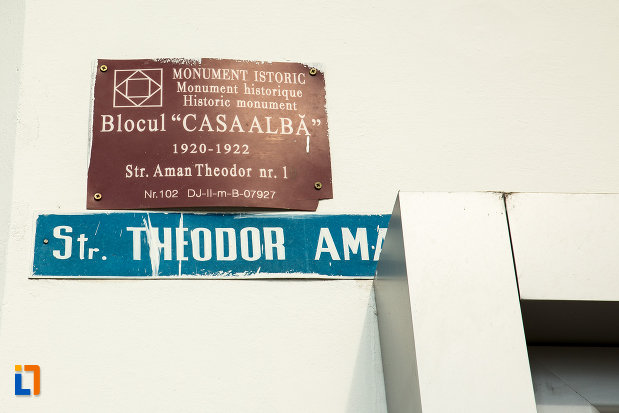 MONUMENT ISTORIC
Monument historique
Historic monument
Blocul “CASA ALBĂ”
1920-1922
Str. Aman Theodor nr. 1
Nr.102 DJ-II-m-B-07927
Str. THEODOR AMA